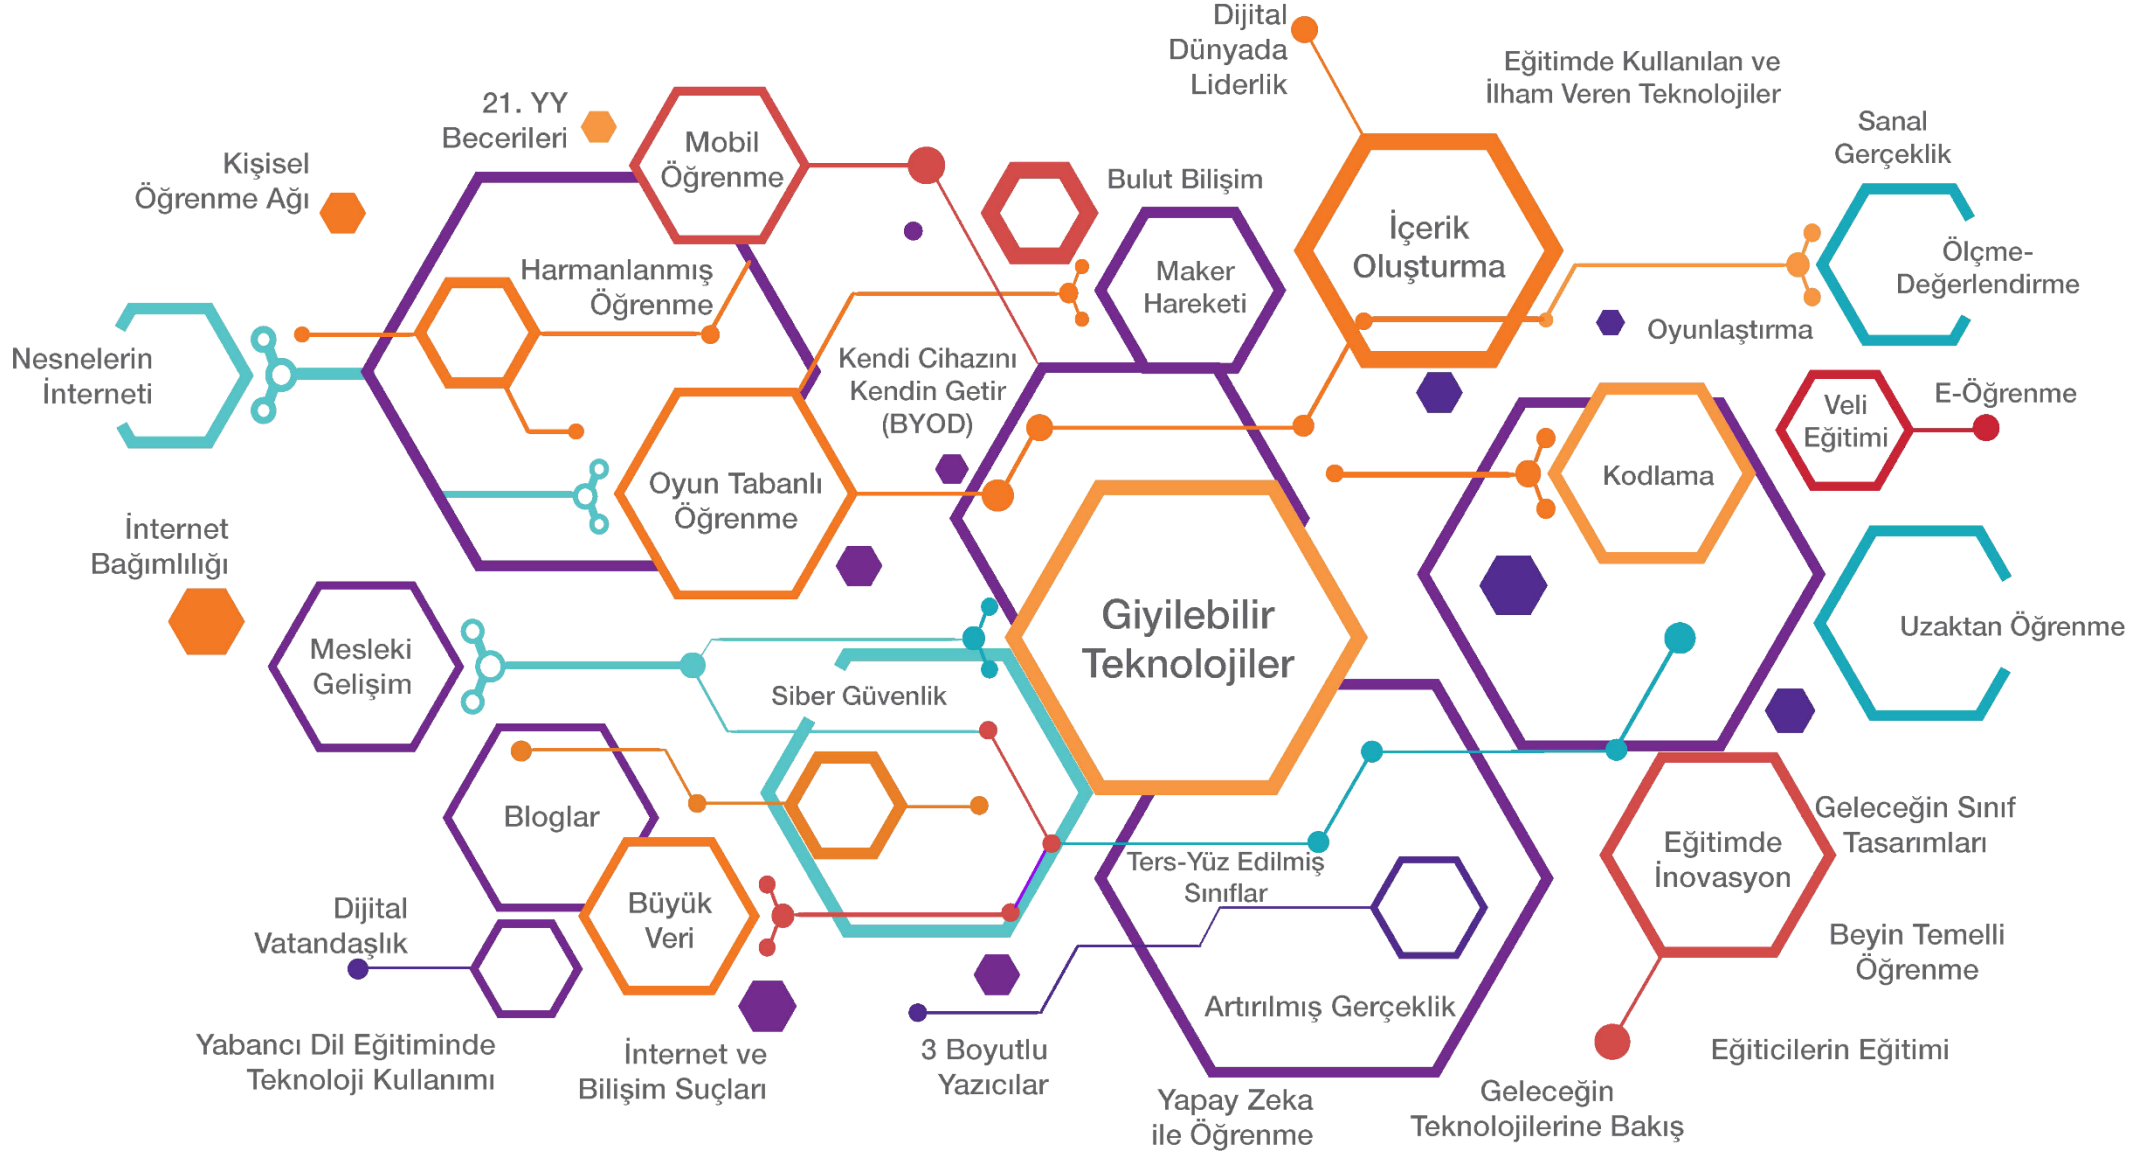 Dijital
Dünyada
Liderlik
Eğitimde Kullanılan ve
İlham Veren Teknolojiler
21. YY
Becerileri
Mobil
Öğrenme
Sanal
Gerçeklik
Kişisel
Öğrenme Ağı
Bulut Bilişim
İçerik
Oluşturma
Harmanlanmış
Öğrenme
Maker
Hareketi
Ölçme-
Değerlendirme
Oyunlaştırma
Nesnelerin
İnterneti
Kendi Cihazını
Kendin Getir
(BYOD)
Veli
Eğitimi
E-Öğrenme
Oyun Tabanlı
Öğrenme
Kodlama
İnternet
Bağımlılığı
Giyilebilir
Teknolojiler
Uzaktan Öğrenme
Mesleki
Gelişim
Siber Güvenlik
Bloglar
Geleceğin Sınıf
Tasarımları
Eğitimde
İnovasyon
Ters-Yüz Edilmiş
Sınıflar
Büyük
Veri
Dijital
Vatandaşlık
Beyin Temelli
Öğrenme
Artırılmış Gerçeklik
Yabancı Dil Eğitiminde
Teknoloji Kullanımı
İnternet ve
Bilişim Suçları
3 Boyutlu
Yazıcılar
Eğiticilerin Eğitimi
Yapay Zeka
ile Öğrenme
Geleceğin
Teknolojilerine Bakış